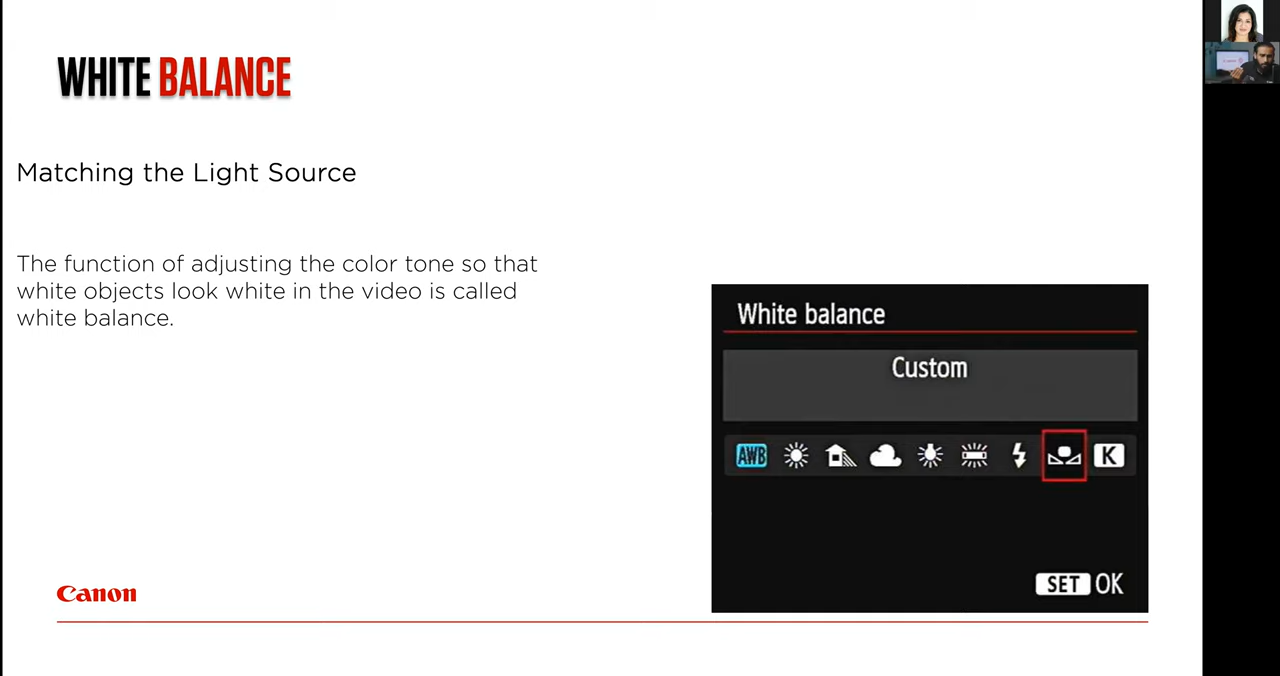 WHITE BALANCE
Matching the Light Source
The function of adjusting the color tone so that
white objects look white in the video is called
white balance.
White balance
Custom
AWB
K
SET OK
Canon